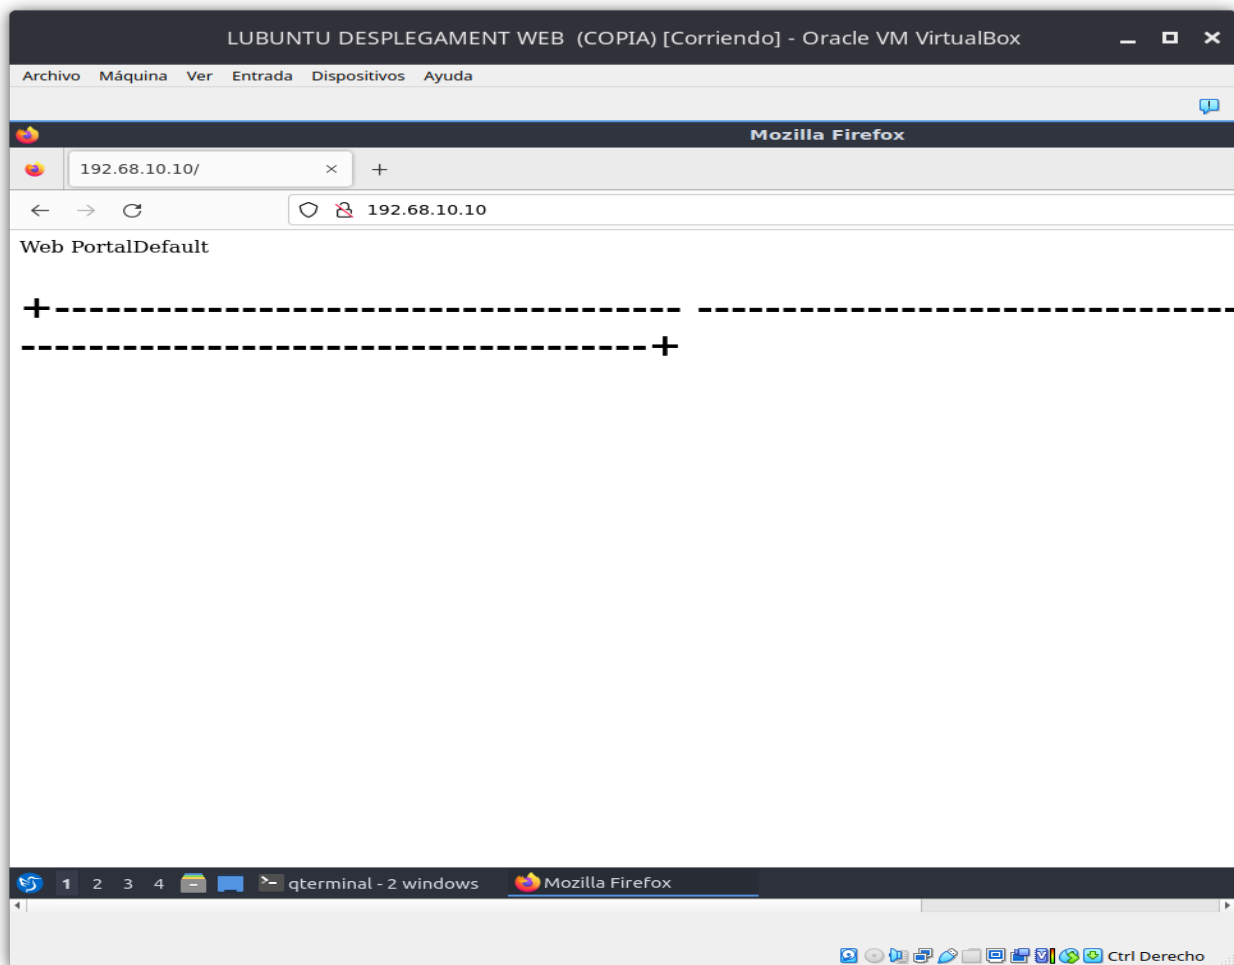 LUBUNTU DESPLEGAMENT WEB (COPIA) [Corriendo] - Oracle VM VirtualBox
Archivo Máquina Ver Entrada Dispositivos Ayuda
Mozilla Firefox
192.68.10.10/
192.68.10.10
Web PortalDefault
+------------------------------------- --------------------------------
-------------------------------------+
1 2 3 4 qterminal - 2 windows Mozilla Firefox
Ctrl Derecho